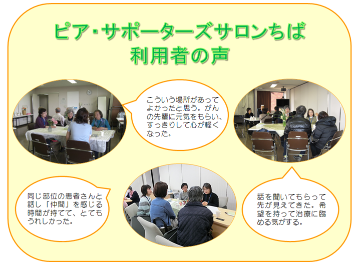 ピア・サポーターズサロンちば
利用者の声
こういう場所があって
よかったと思う。がん
の先輩に元気をもらい、
すっきりして心が軽く
なった。
同じ部位の患者さんと
話し「仲間」を感じる
時間が持てて、とても
うれしかった。
話を聞いてもらって
先が見えてきた。希
望を持って治療に臨
める気がする。